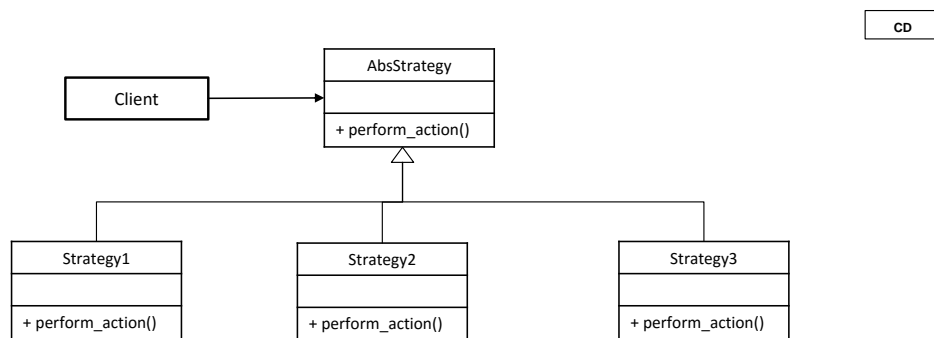 CD
AbsStrategy
Client
+ perform_action()
Strategy1
Strategy2
Strategy3
+ perform_action()
+ perform_action()
+ perform_action()